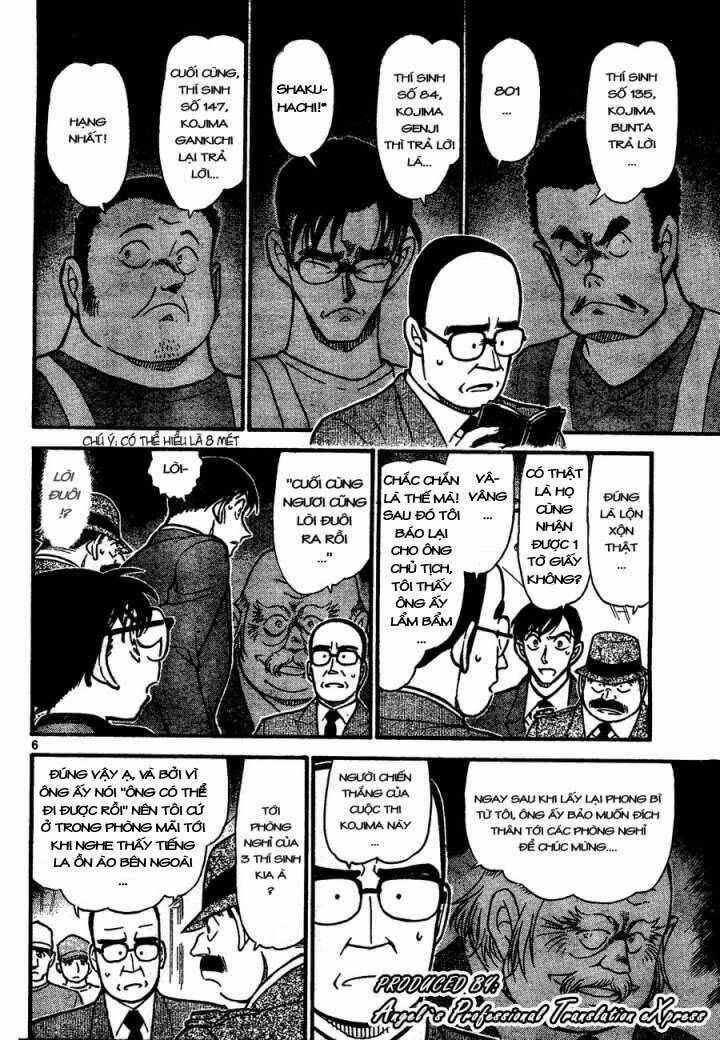 THÍ SINH
SỐ 135,
KOJIMA
BUNTA
TRẢ LỜI
...
801
...
THÍ SINH
SỐ 84,
KOJIMA
GENJI
THÌ TRẢ LỜI
LÀ...
SHAKU-
HACHI!*
CUỐI CÙNG,
THÍ SINH
SỐ 147,
KOJIMA
GANKICHI
LẠI TRẢ
LỜI...
HẠNG
NHẤT!
CHÚ Ý: CÓ THỂ HIỂU LÀ 8 MÉT
ĐÚNG
LÀ LỘN
XỘN
THẬT
...
CÓ THẬT
LÀ HỌ
CŨNG
NHẬN
ĐƯỢC 1
TỜ GIẤY
KHÔNG?
VÂ-
VÂNG
...
CHẮC CHẮN
LÀ THẾ MÀ!
SAU ĐÓ TÔI
BÁO LẠI
CHO ÔNG
CHỦ TỊCH,
TÔI THẤY
ÔNG ẤY
LẨM BẨM
...
"CUỐI CÙNG
NGƯƠI CŨNG
LÒI ĐUÔI
RA RỒI
..."
LÒI-
LÒI
ĐUÔI
!?
6
NGAY SAU KHI LẤY LẠI PHONG BÌ
TỪ TÔI, ÔNG ẤY BẢO MUỐN ĐÍCH
THÂN TỚI CÁC PHÒNG NGHỈ
ĐỂ CHÚC MỪNG....
NGƯỜI CHIẾN
THẮNG CỦA
CUỘC THI
KOJIMA NÀY
...
TỚI
PHÒNG
NGHỈ CỦA
3 THÍ SINH
KIA À
?
ĐÚNG VẬY Ạ, VÀ BỞI VÌ
ÔNG ẤY NÓI "ÔNG CÓ THỂ
ĐI ĐƯỢC RỒI" NÊN TÔI CỨ
Ở TRONG PHÒNG MÃI TỚI
KHI NGHE THẤY TIẾNG
LA ỒN ÀO BÊN NGOÀI
...
PRODUCED BY:
Angel's Professional Translation eXpress